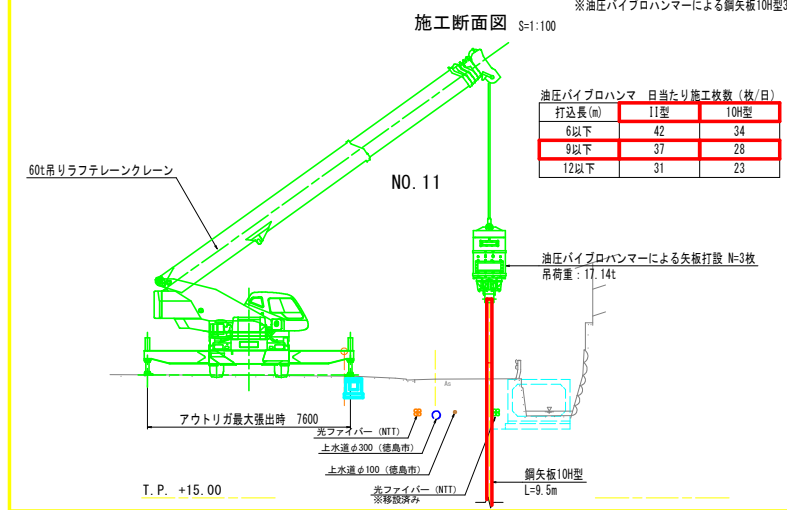 ※油圧バイブロハンマーによる鋼矢板10H型3
施工断面図 S=1:100
油圧バイブロハンマ 日当たり施工枚数(枚/日)
打込長(m) II型 10H型
6以下 42 34
9以下 37 28
12以下 31 23
60t吊りラフテレーンクレーン
NO. 11
油圧バイブロハンマーによる矢板打設 N=3枚
吊荷重:17.14t
As
アウトリガ最大張出時 7600
光ファイバー(NTT)
上水道φ300(徳島市)
上水道φ100(徳島市)
光ファイバー(NTT)
※移設済み
鋼矢板10H型
L=9.5m
T.P. +15.00